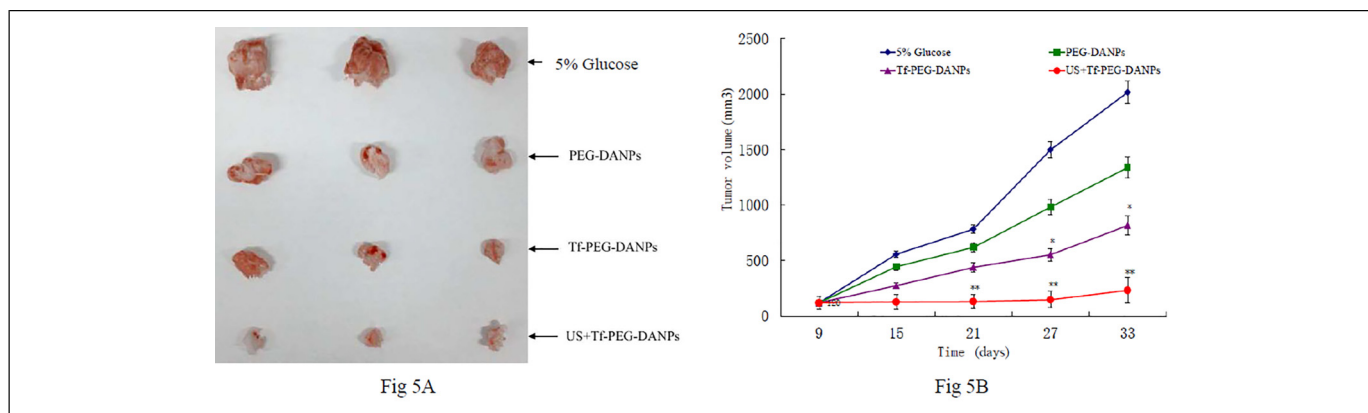 5% Glucose
PEG-DANPs
Tf-PEG-DANPs
US+Tf-PEG-DANPs
Fig 5A
Tumor volume(mm3)
2500
2000
1500
1000
500
0
5% Glucose
PEG-DANPs
Tf-PEG-DANPs
US+Tf-PEG-DANPs
120
*
*
**
**
**
9
15
21
27
33
Time (days)
Fig 5B